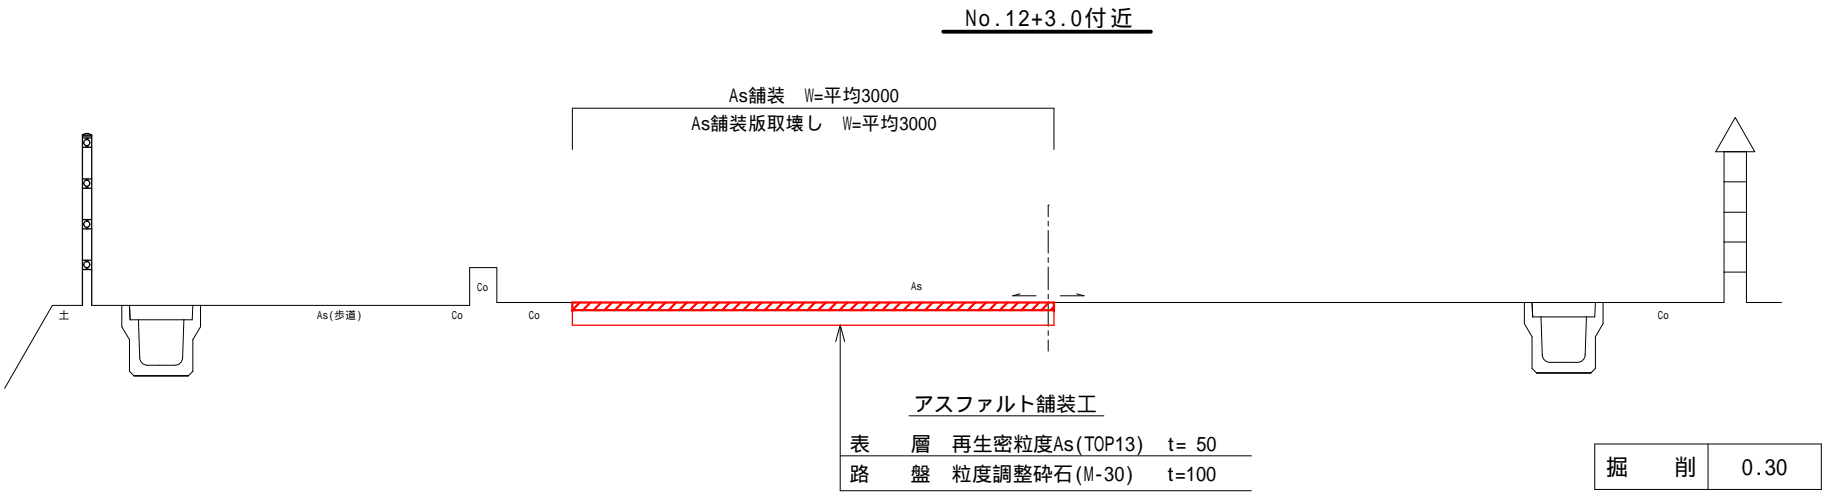 No.12+3.0付近
As舗装 W=平均3000
As舗装版取壊し W=平均3000
Co
As
土
As(歩道)
Co
Co
Co
アスファルト舗装工
表 層 再生密粒度As(TOP13) t= 50
路 盤 粒度調整砕石(M-30) t=100
掘 削 0.30